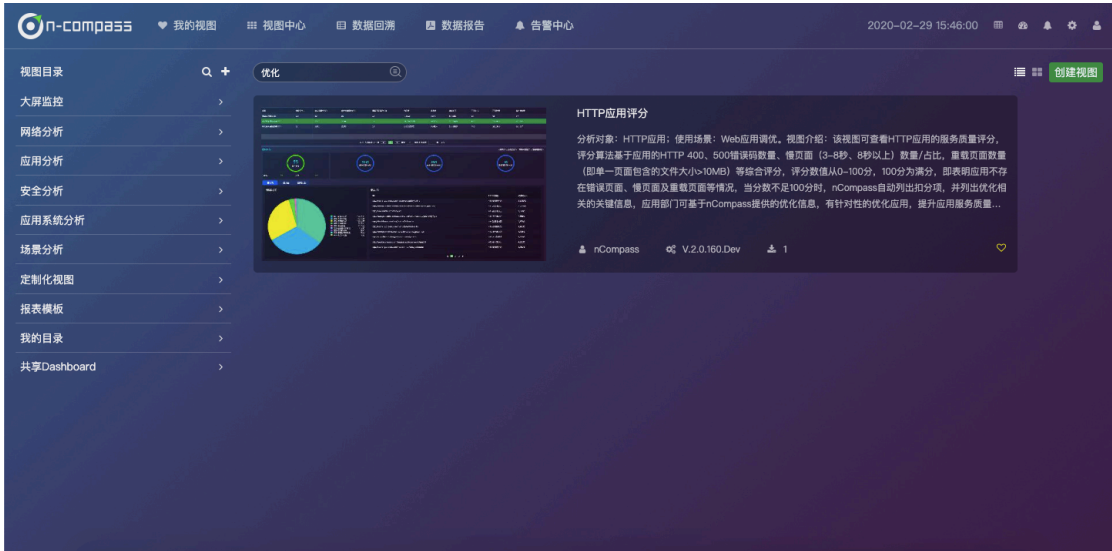 n-compass
我的视图
视图中心
数据回溯
数据报告
告警中心
2020-02-29 15:46:00
视图目录
大屏监控
网络分析
应用分析
安全分析
应用系统分析
场景分析
定制化视图
报表模板
我的目录
共享Dashboard
优化
创建视图
HTTP应用评分
分析对象：HTTP应用；使用场景：Web应用调优。视图介绍：该视图可查看HTTP应用的服务质量评分，
评分算法基于应用的HTTP 400、500错误码数量、慢页面（3-8秒、8秒以上）数量/占比，重载页面数量
（即单一页面包含的文件大小>10MB）等综合评分，评分数值从0-100分，100分为满分，即表明应用不存
在错误页面、慢页面及重载页面等情况，当分数不足100分时，nCompass自动列出扣分项，并列出优化相
关的关键信息，应用部门可基于nCompass提供的优化信息，有针对性的优化应用，提升应用服务质量...
nCompass
V.2.0.160.Dev
1